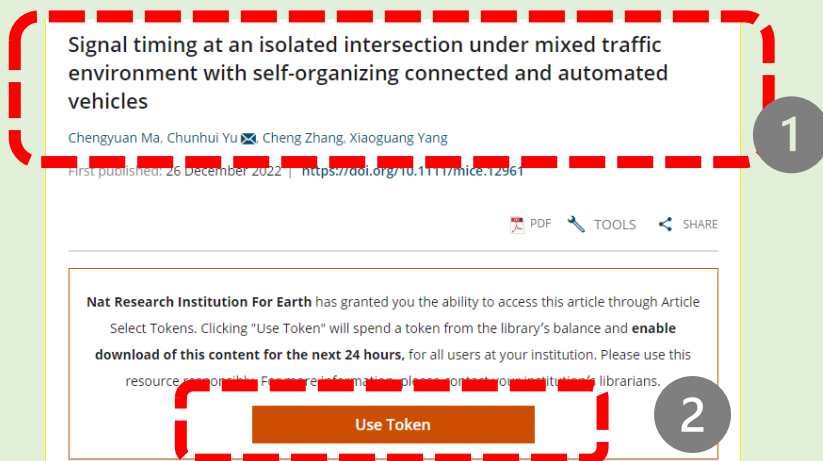 Signal timing at an isolated intersection under mixed traffic
environment with self-organizing connected and automated
vehicles
Chengyuan Ma, Chunhui Yu, Cheng Zhang, Xiaoguang Yang
1
First published: 26 December 2022 | https://doi.org/10.1111/mice.12961
PDF TOOLS SHARE
Nat Research Institution For Earth has granted you the ability to access this article through Article
Select Tokens. Clicking "Use Token" will spend a token from the library's balance and enable
download of this content for the next 24 hours, for all users at your institution. Please use this
resource responsibly. For more information, please contact your institution's librarians.
Use Token
2